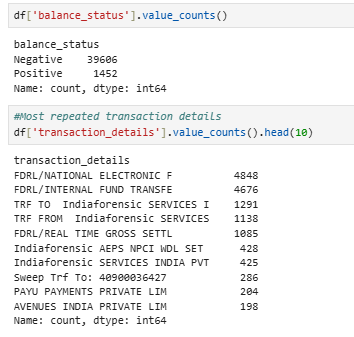 df['balance_status'].value_counts()
balance_status
Negative    39606
Positive     1452
Name: count, dtype: int64
#Most repeated transaction details
df['transaction_details'].value_counts().head(10)
transaction_details
FDRL/NATIONAL ELECTRONIC F          4848
FDRL/INTERNAL FUND TRANSFE          4676
TRF TO  Indiaforensic SERVICES I    1291
TRF FROM  Indiaforensic SERVICES    1138
FDRL/REAL TIME GROSS SETTL          1085
Indiaforensic AEPS NPCI WDL SET      428
Indiaforensic SERVICES INDIA PVT     425
Sweep Trf To: 40900036427            286
PAYU PAYMENTS PRIVATE LIM            204
AVENUES INDIA PRIVATE LIM            198
Name: count, dtype: int64